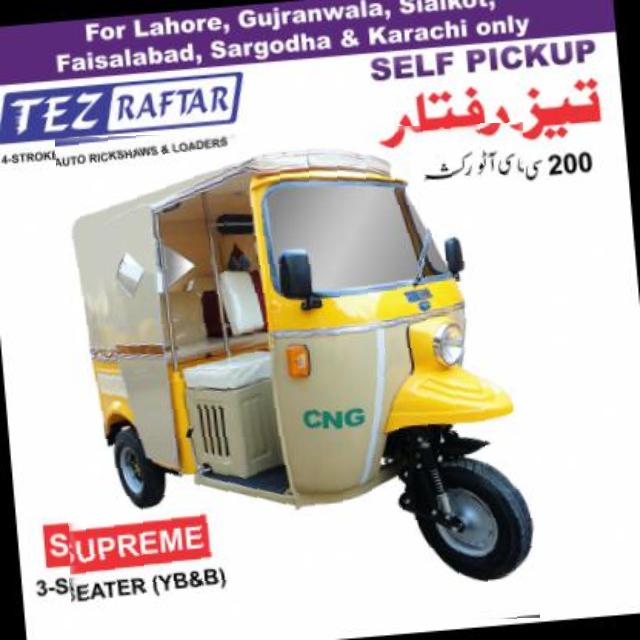 For Lahore, Gujranwala, Sialkot,
Faisalabad, Sargodha & Karachi only
SELF PICKUP
TEZ RAFTAR
4-STROKE AUTO RICKSHAWS & LOADERS
تیز رفتار
200 سی سی آٹو رکشہ
CNG
SUPREME
3-SEATER (YB&B)